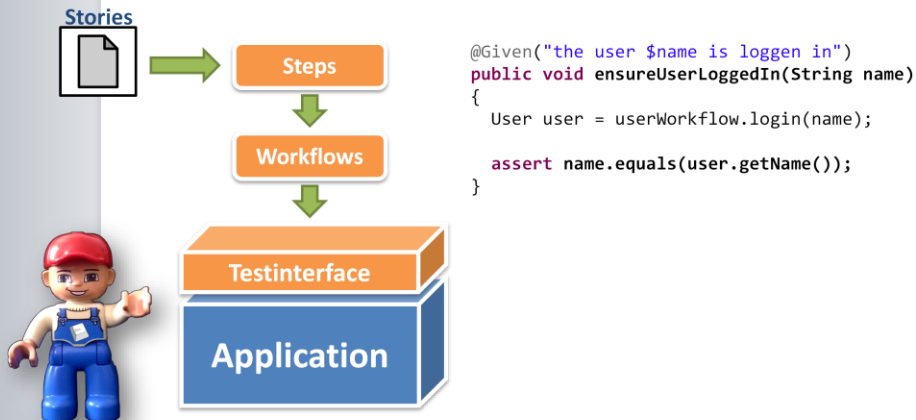 Stories
Steps
Workflows
Testinterface
Application
@Given("the user $name is loggen in")
public void ensureUserLoggedIn(String name)
{
User user = userWorkflow.login(name);
assert name.equals(user.getName());
}